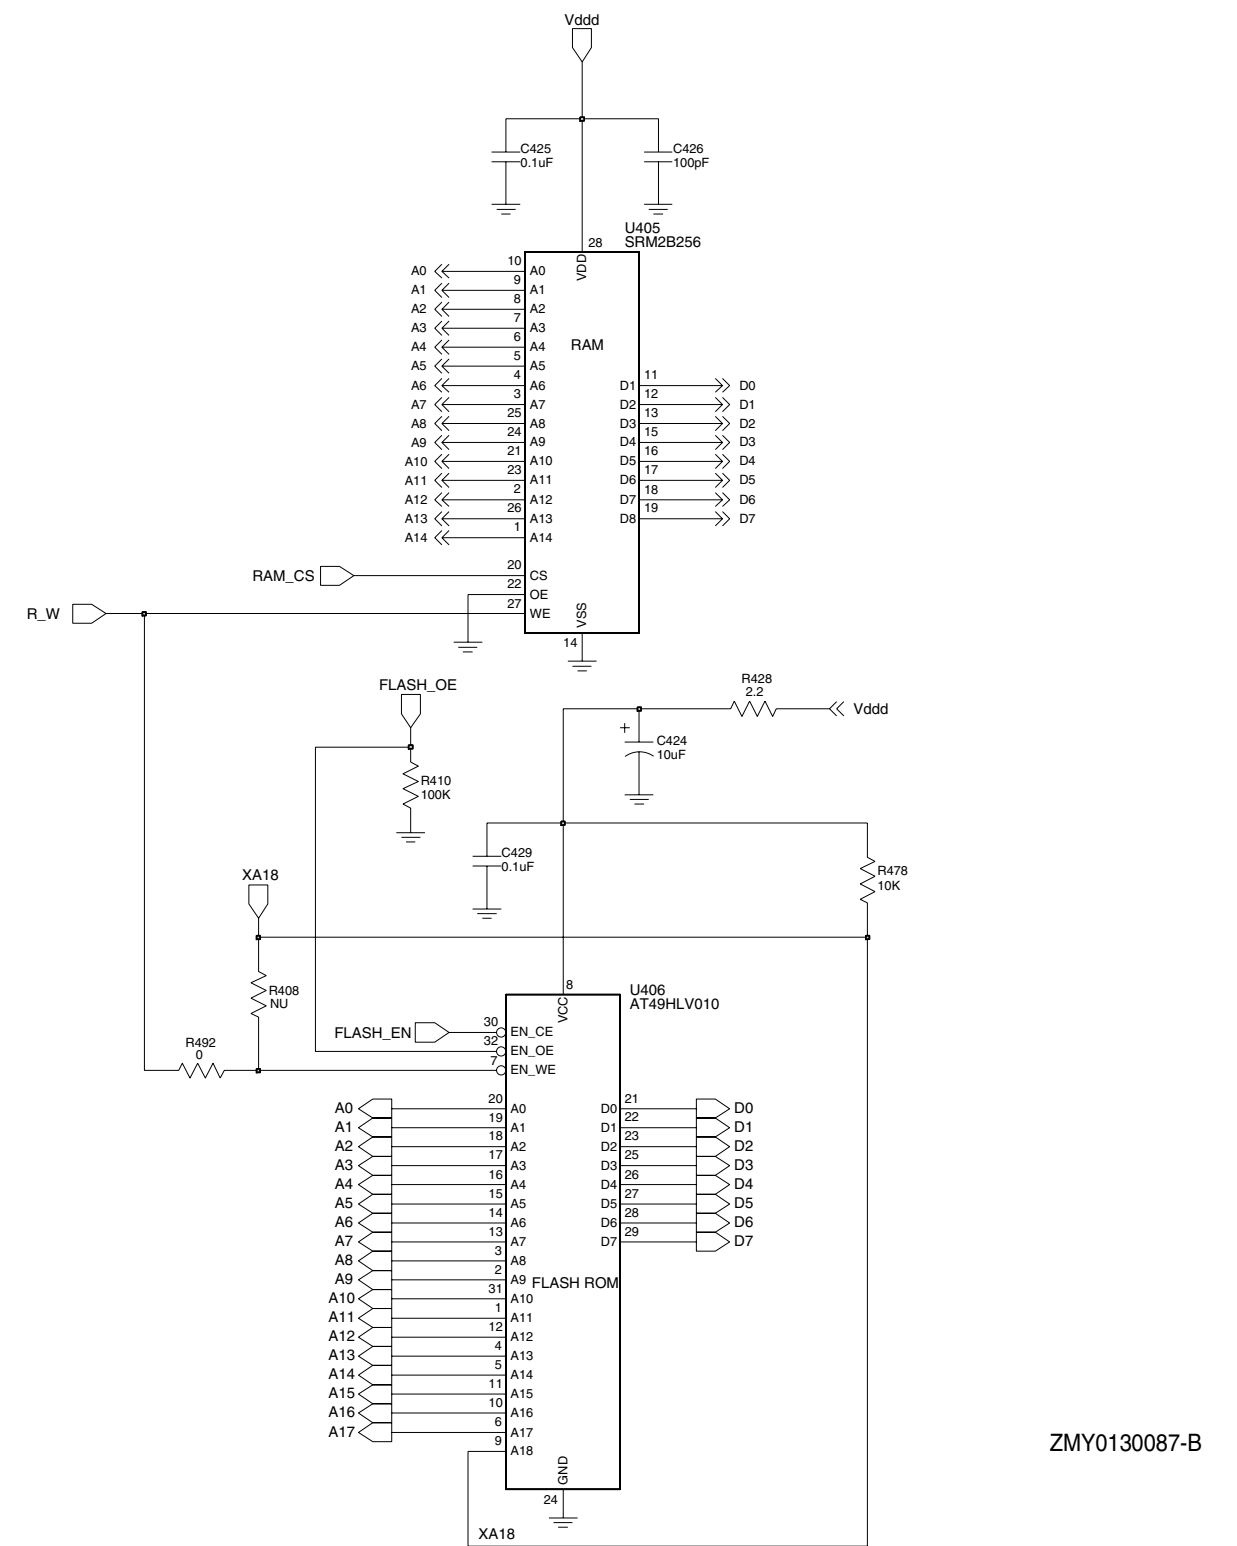 Vddd
C425
0.1uF
C426
100pF
U405
SRM2B256
28
VDD
RAM
A0 10 A0
A1 9 A1
A2 8 A2
A3 7 A3
A4 6 A4
A5 5 A5
A6 4 A6 D1 11 D0
A7 3 A7 D2 12 D1
A8 25 A8 D3 13 D2
A9 24 A9 D4 15 D3
A10 21 A10 D5 16 D4
A11 23 A11 D6 17 D5
A12 2 A12 D7 18 D6
A13 26 A13 D8 19 D7
A14 1 A14
RAM_CS 20 CS
22 OE
R_W 27 WE
VSS
14
FLASH_OE
R428
2.2
Vddd
+
C424
10uF
R410
100K
C429
0.1uF
R478
10K
XA18
R408
NU
R492
0
8
U406
AT49HLV010
VCC
FLASH_EN 30 EN_CE
32 EN_OE
7 EN_WE
A0 20 A0 D0 21 D0
A1 19 A1 D1 22 D1
A2 18 A2 D2 23 D2
A3 17 A3 D3 25 D3
A4 16 A4 D4 26 D4
A5 15 A5 D5 27 D5
A6 14 A6 D6 28 D6
A7 13 A7 D7 29 D7
A8 3 A8
A9 2 A9 FLASH ROM
A10 31 A10
A11 1 A11
A12 12 A12
A13 4 A13
A14 5 A14
A15 11 A15
A16 10 A16
A17 6 A17
9 A18
GND
24
XA18
ZMY0130087-B